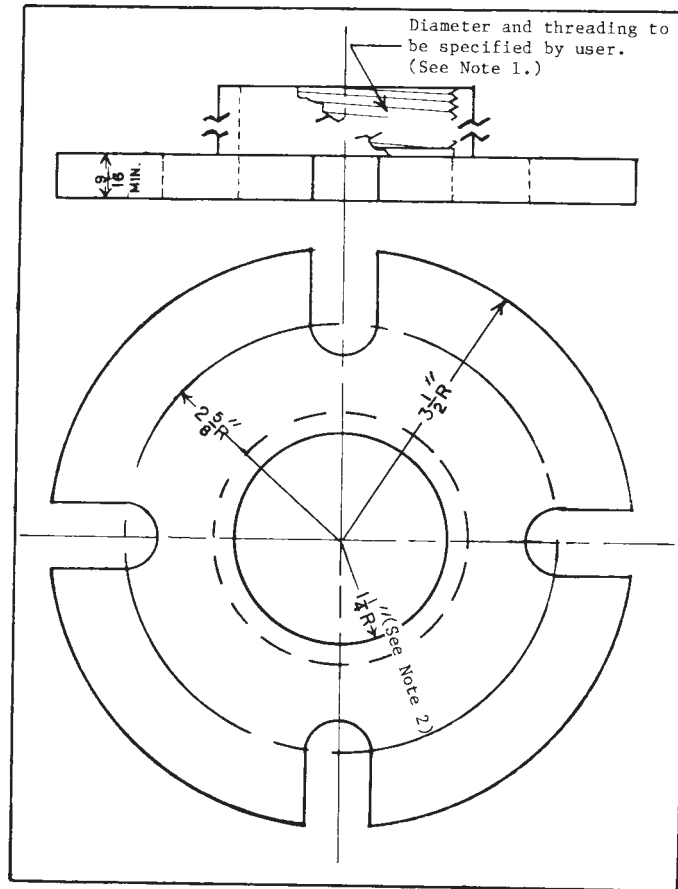 Diameter and threading to
be specified by user.
(See Note 1.)
9/16 MIN.
2 5/8" R
3 1/2" R
1 1/4" R (See Note 2)